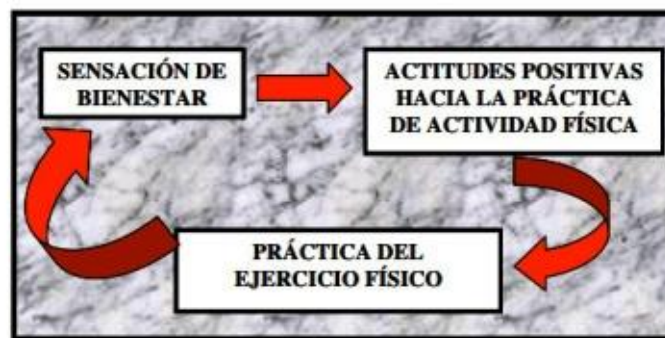 SENSACIÓN DE
BIENESTAR
ACTITUDES POSITIVAS
HACIA LA PRÁCTICA
DE ACTIVIDAD FÍSICA
PRÁCTICA DEL
EJERCICIO FÍSICO